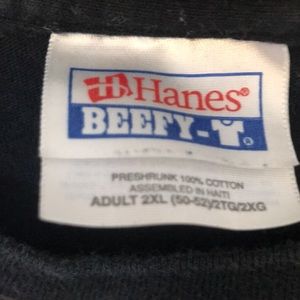 Hanes®
BEEFY-T®
PRESHRUNK 100% COTTON
ASSEMBLED IN HAITI
ADULT 2XL (50-52)/2TG/2XG